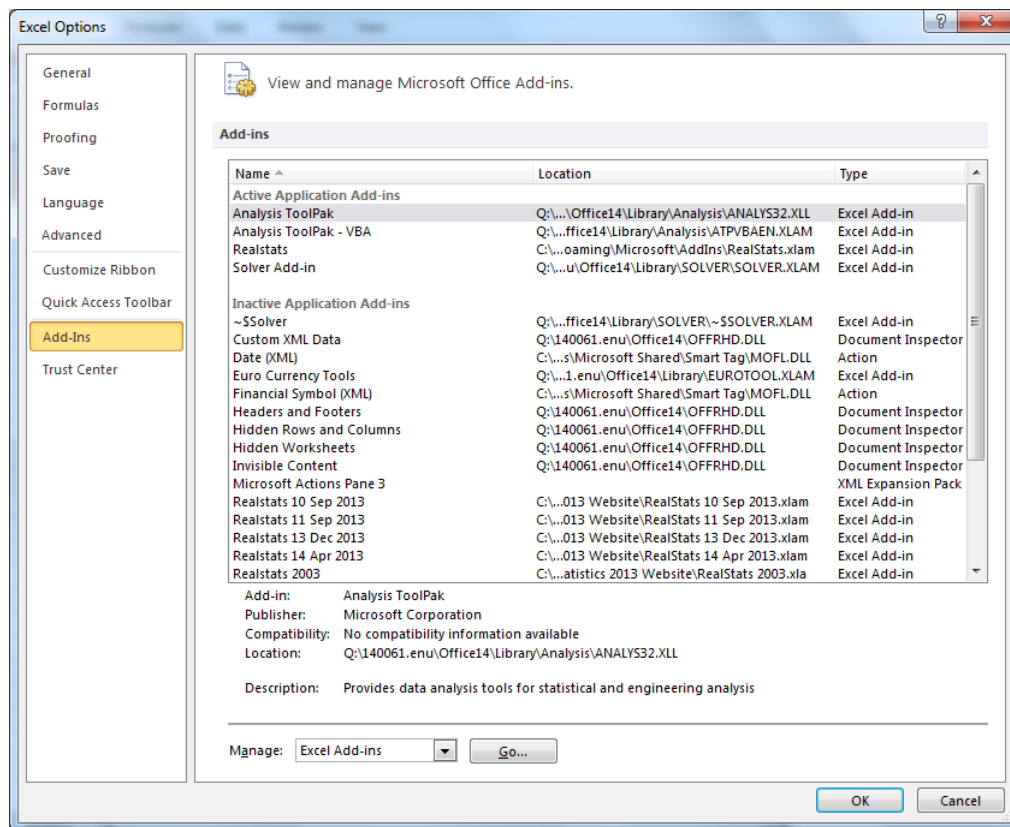 Excel Options
General
Formulas
Proofing
Save
Language
Advanced
Customize Ribbon
Quick Access Toolbar
Add-Ins
Trust Center
View and manage Microsoft Office Add-ins.
Add-ins
Name Location Type
Active Application Add-ins
Analysis ToolPak Q:\...\Office14\Library\Analysis\ANALYS32.XLL Excel Add-in
Analysis ToolPak - VBA Q:\...ffice14\Library\Analysis\ATPVBAEN.XLAM Excel Add-in
Realstats C:\...oaming\Microsoft\AddIns\RealStats.xlam Excel Add-in
Solver Add-in Q:\...u\Office14\Library\SOLVER\SOLVER.XLAM Excel Add-in
Inactive Application Add-ins
~$Solver Q:\...ffice14\Library\SOLVER\~$SOLVER.XLAM Excel Add-in
Custom XML Data Q:\140061.enu\Office14\OFFRHD.DLL Document Inspector
Date (XML) C:\...s\Microsoft Shared\Smart Tag\MOFL.DLL Action
Euro Currency Tools Q:\...1.enu\Office14\Library\EUROTOOL.XLAM Excel Add-in
Financial Symbol (XML) C:\...s\Microsoft Shared\Smart Tag\MOFL.DLL Action
Headers and Footers Q:\140061.enu\Office14\OFFRHD.DLL Document Inspector
Hidden Rows and Columns Q:\140061.enu\Office14\OFFRHD.DLL Document Inspector
Hidden Worksheets Q:\140061.enu\Office14\OFFRHD.DLL Document Inspector
Invisible Content Q:\140061.enu\Office14\OFFRHD.DLL Document Inspector
Microsoft Actions Pane 3 XML Expansion Pack
Realstats 10 Sep 2013 C:\...013 Website\RealStats 10 Sep 2013.xlam Excel Add-in
Realstats 11 Sep 2013 C:\...013 Website\RealStats 11 Sep 2013.xlam Excel Add-in
Realstats 13 Dec 2013 C:\...013 Website\RealStats 13 Dec 2013.xlam Excel Add-in
Realstats 14 Apr 2013 C:\...013 Website\RealStats 14 Apr 2013.xlam Excel Add-in
Realstats 2003 C:\...atistics 2013 Website\RealStats 2003.xla Excel Add-in
Add-in: Analysis ToolPak
Publisher: Microsoft Corporation
Compatibility: No compatibility information available
Location: Q:\140061.enu\Office14\Library\Analysis\ANALYS32.XLL
Description: Provides data analysis tools for statistical and engineering analysis
Manage: Excel Add-ins Go...
OK Cancel